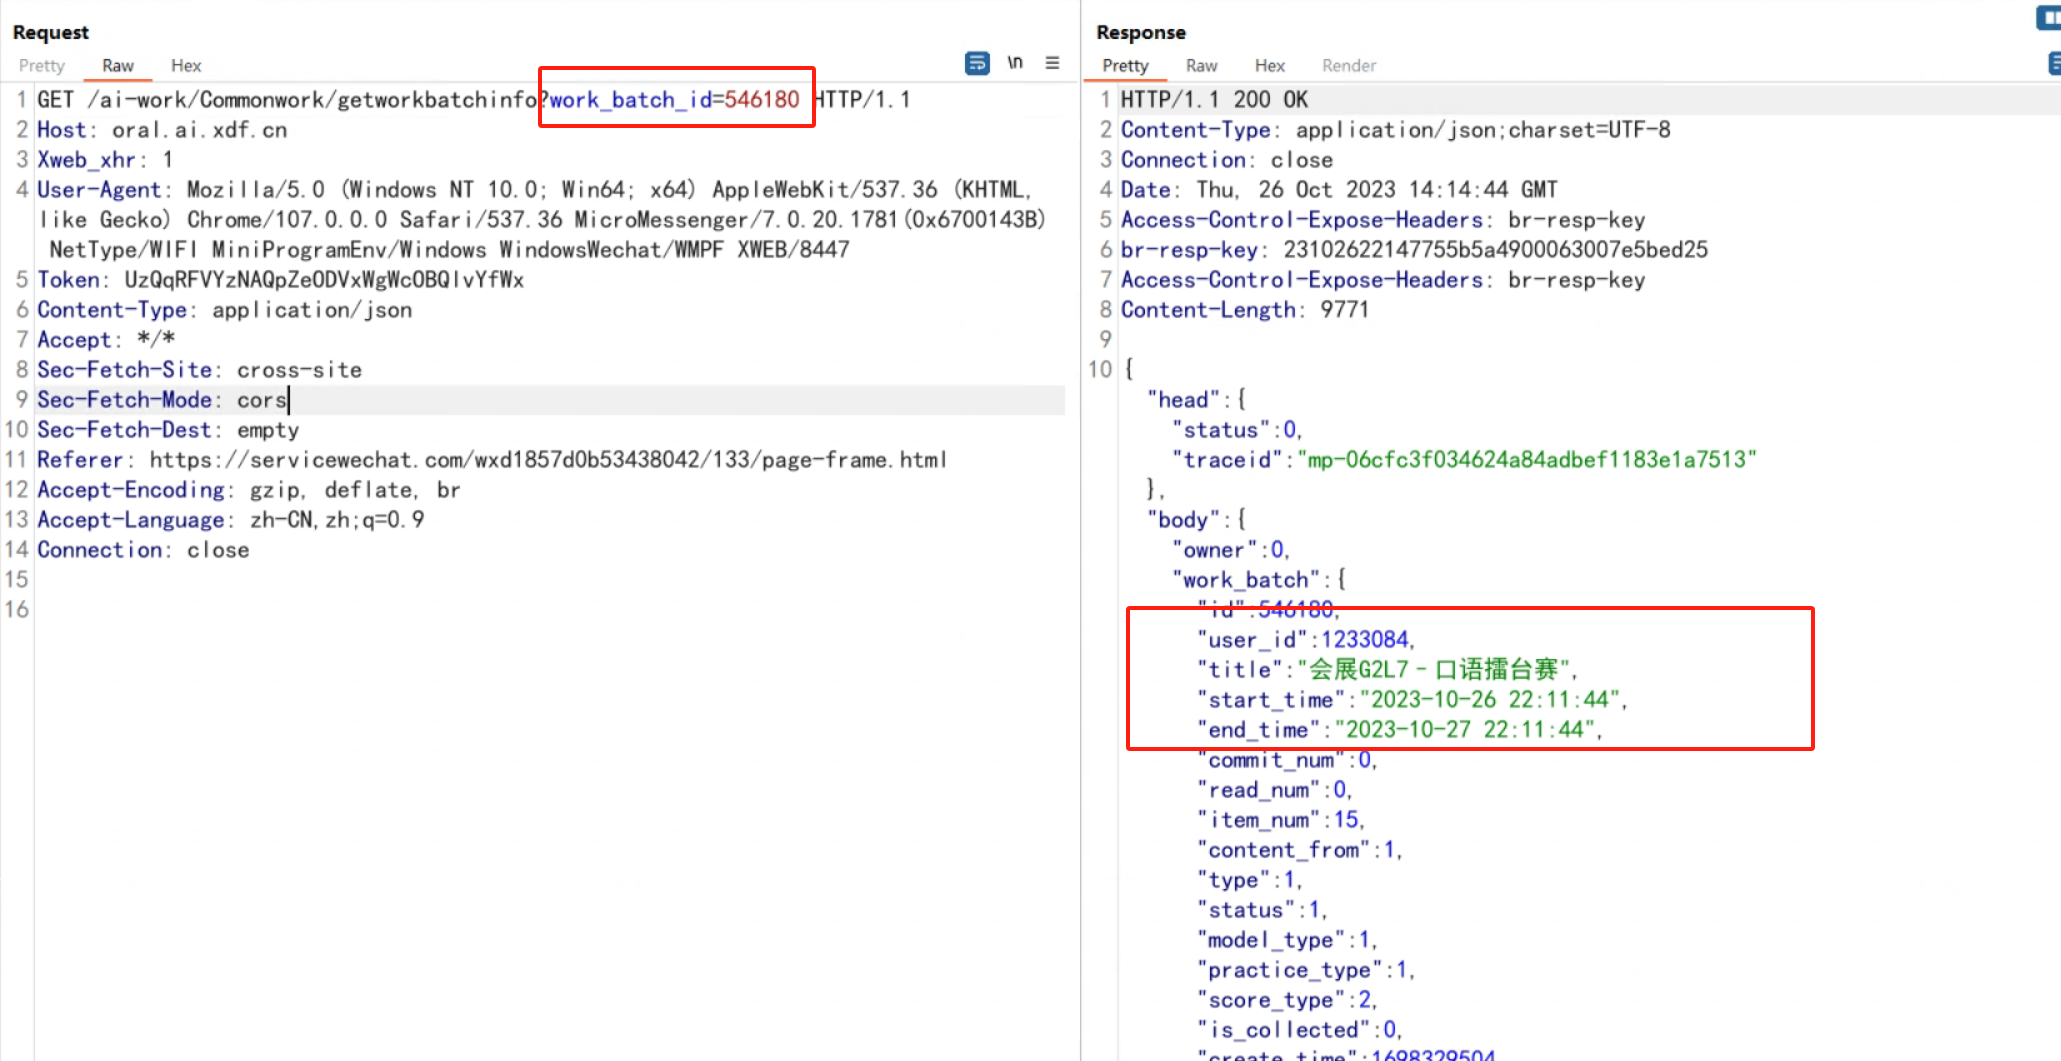 Request
Pretty Raw Hex
\n
1 GET /ai-work/Commonwork/getworkbatchinfo?work_batch_id=546180 HTTP/1.1
2 Host: oral.ai.xdf.cn
3 Xweb_xhr: 1
4 User-Agent: Mozilla/5.0 (Windows NT 10.0; Win64; x64) AppleWebKit/537.36 (KHTML,
like Gecko) Chrome/107.0.0.0 Safari/537.36 MicroMessenger/7.0.20.1781(0x6700143B)
NetType/WIFI MiniProgramEnv/Windows WindowsWechat/WMPF XWEB/8447
5 Token: UzQqRFVYzNAQpZeODVxWgWcOBQlvYfWx
6 Content-Type: application/json
7 Accept: */*
8 Sec-Fetch-Site: cross-site
9 Sec-Fetch-Mode: cors
10 Sec-Fetch-Dest: empty
11 Referer: https://servicewechat.com/wxd1857d0b53438042/133/page-frame.html
12 Accept-Encoding: gzip, deflate, br
13 Accept-Language: zh-CN,zh;q=0.9
14 Connection: close
15
16
Response
Pretty Raw Hex Render
1 HTTP/1.1 200 OK
2 Content-Type: application/json;charset=UTF-8
3 Connection: close
4 Date: Thu, 26 Oct 2023 14:14:44 GMT
5 Access-Control-Expose-Headers: br-resp-key
6 br-resp-key: 23102622147755b5a4900063007e5bed25
7 Access-Control-Expose-Headers: br-resp-key
8 Content-Length: 9771
9
10 {
"head":{
"status":0,
"traceid":"mp-06cfc3f034624a84adbef1183e1a7513"
},
"body":{
"owner":0,
"work_batch":{
"id":546180,
"user_id":1233084,
"title":"会展G2L7-口语擂台赛",
"start_time":"2023-10-26 22:11:44",
"end_time":"2023-10-27 22:11:44",
"commit_num":0,
"read_num":0,
"item_num":15,
"content_from":1,
"type":1,
"status":1,
"model_type":1,
"practice_type":1,
"score_type":2,
"is_collected":0,
"create_time":1698329504,